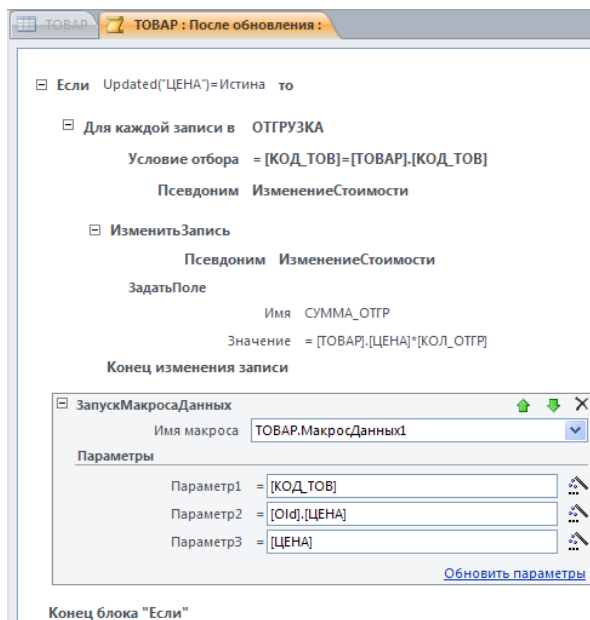 ТОВАР ТОВАР : После обновления :
Если Updated("ЦЕНА")=Истина то
Для каждой записи в ОТГРУЗКА
Условие отбора = [КОД_ТОВ]=[ТОВАР].[КОД_ТОВ]
Псевдоним ИзменениеСтоимости
ИзменитьЗапись
Псевдоним ИзменениеСтоимости
ЗадатьПоле
Имя СУММА_ОТГР
Значение = [ТОВАР].[ЦЕНА]*[КОЛ_ОТГР]
Конец изменения записи
ЗапускМакросаДанных
Имя макроса ТОВАР.МакросДанных1
Параметры
Параметр1 = [КОД_ТОВ]
Параметр2 = [Old].[ЦЕНА]
Параметр3 = [ЦЕНА]
Обновить параметры
Конец блока "Если"